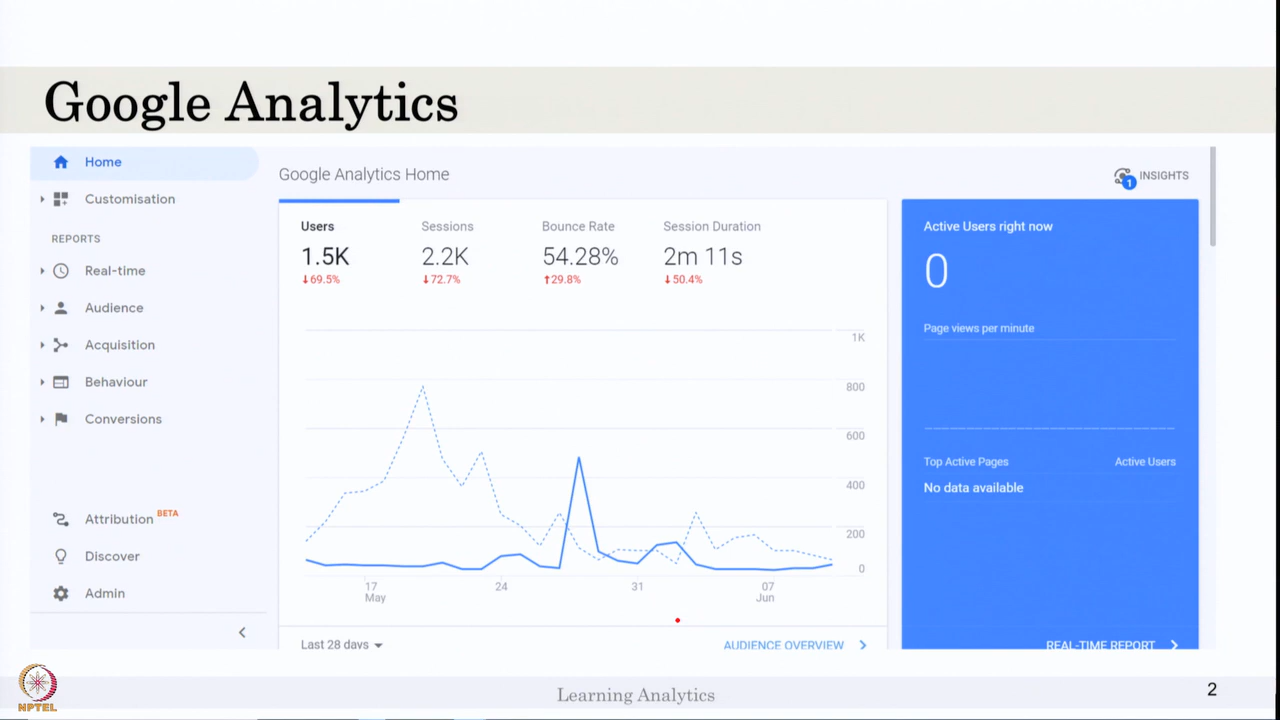 Google Analytics
Home
Customisation
REPORTS
Real-time
Audience
Acquisition
Behaviour
Conversions
Attribution BETA
Discover
Admin
Google Analytics Home
1
INSIGHTS
Users
1.5K
↓69.5%
Sessions
2.2K
↓72.7%
Bounce Rate
54.28%
↑29.8%
Session Duration
2m 11s
↓50.4%
1K
800
600
400
200
0
17
May
24
31
07
Jun
Last 28 days
AUDIENCE OVERVIEW
Active Users right now
0
Page views per minute
Top Active Pages
Active Users
No data available
REAL-TIME REPORT
NPTEL
Learning Analytics
2